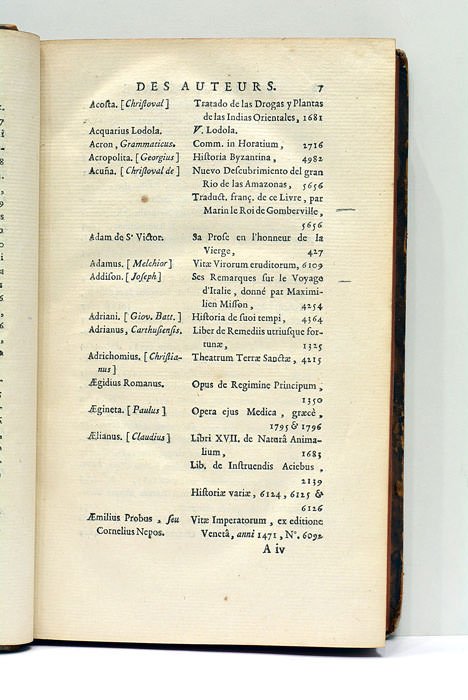 DES AUTEURS. 7
Acosta. [Christoval] Tratado de las Drogas y Plantas
de las Indias Orientales, 1681
Acquarius Lodola. V. Lodola.
Acron, Grammaticus. Comm. in Horatium, 2716
Acropolita. [Georgius] Historia Byzantina, 4982
Acuña. [Christoval de] Nuevo Descubrimiento del gran
Rio de las Amazonas, 5656
Traduct. franç. de ce Livre, par
Marin le Roi de Gomberville,
5656
Adam de St Victor. Sa Prose en l'honneur de la
Vierge, 427
Adamus. [Melchior] Vitæ Virorum eruditorum, 6109
Addison. [Joseph] Ses Remarques sur le Voyage
d'Italie, donné par Maximi-
lien Misson, 4254
Adriani. [Giov. Batt.] Historia de suoi tempi, 4364
Adrianus, Carthusensis. Liber de Remediis utriusque for-
tunæ, 1325
Adrichomius. [Christia-
nus] Theatrum Terræ Sanctæ, 4215
Ægidius Romanus. Opus de Regimine Principum,
1350
Ægineta. [Paulus] Opera ejus Medica, græcè,
1795 & 1796
Ælianus. [Claudius] Libri XVII. de Naturâ Anima-
lium, 1683
Lib. de Instruendis Aciebus,
2139
Historiæ variæ, 6124, 6125 &
6126
Æmilius Probus, seu Vitæ Imperatorum, ex editione
Cornelius Nepos. Venetâ, anni 1471, N°. 6092
A iv